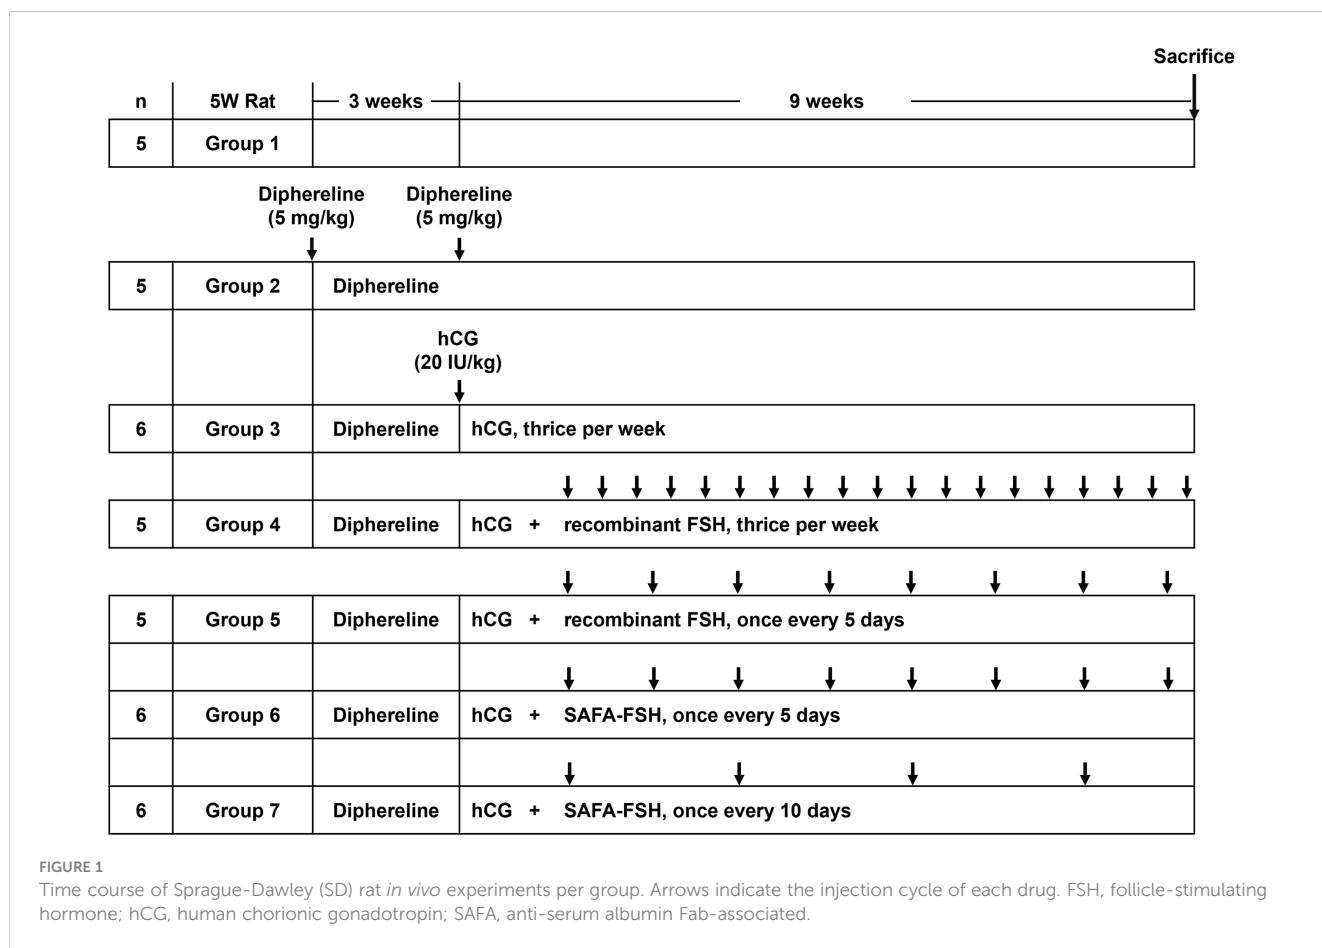 Sacrifice
n 5W Rat 3 weeks 9 weeks
5 Group 1
Diphereline Diphereline
(5 mg/kg) (5 mg/kg)
5 Group 2 Diphereline
hCG
(20 IU/kg)
6 Group 3 Diphereline hCG, thrice per week
5 Group 4 Diphereline hCG + recombinant FSH, thrice per week
5 Group 5 Diphereline hCG + recombinant FSH, once every 5 days
6 Group 6 Diphereline hCG + SAFA-FSH, once every 5 days
6 Group 7 Diphereline hCG + SAFA-FSH, once every 10 days
FIGURE 1
Time course of Sprague-Dawley (SD) rat in vivo experiments per group. Arrows indicate the injection cycle of each drug. FSH, follicle-stimulating
hormone; hCG, human chorionic gonadotropin; SAFA, anti-serum albumin Fab-associated.